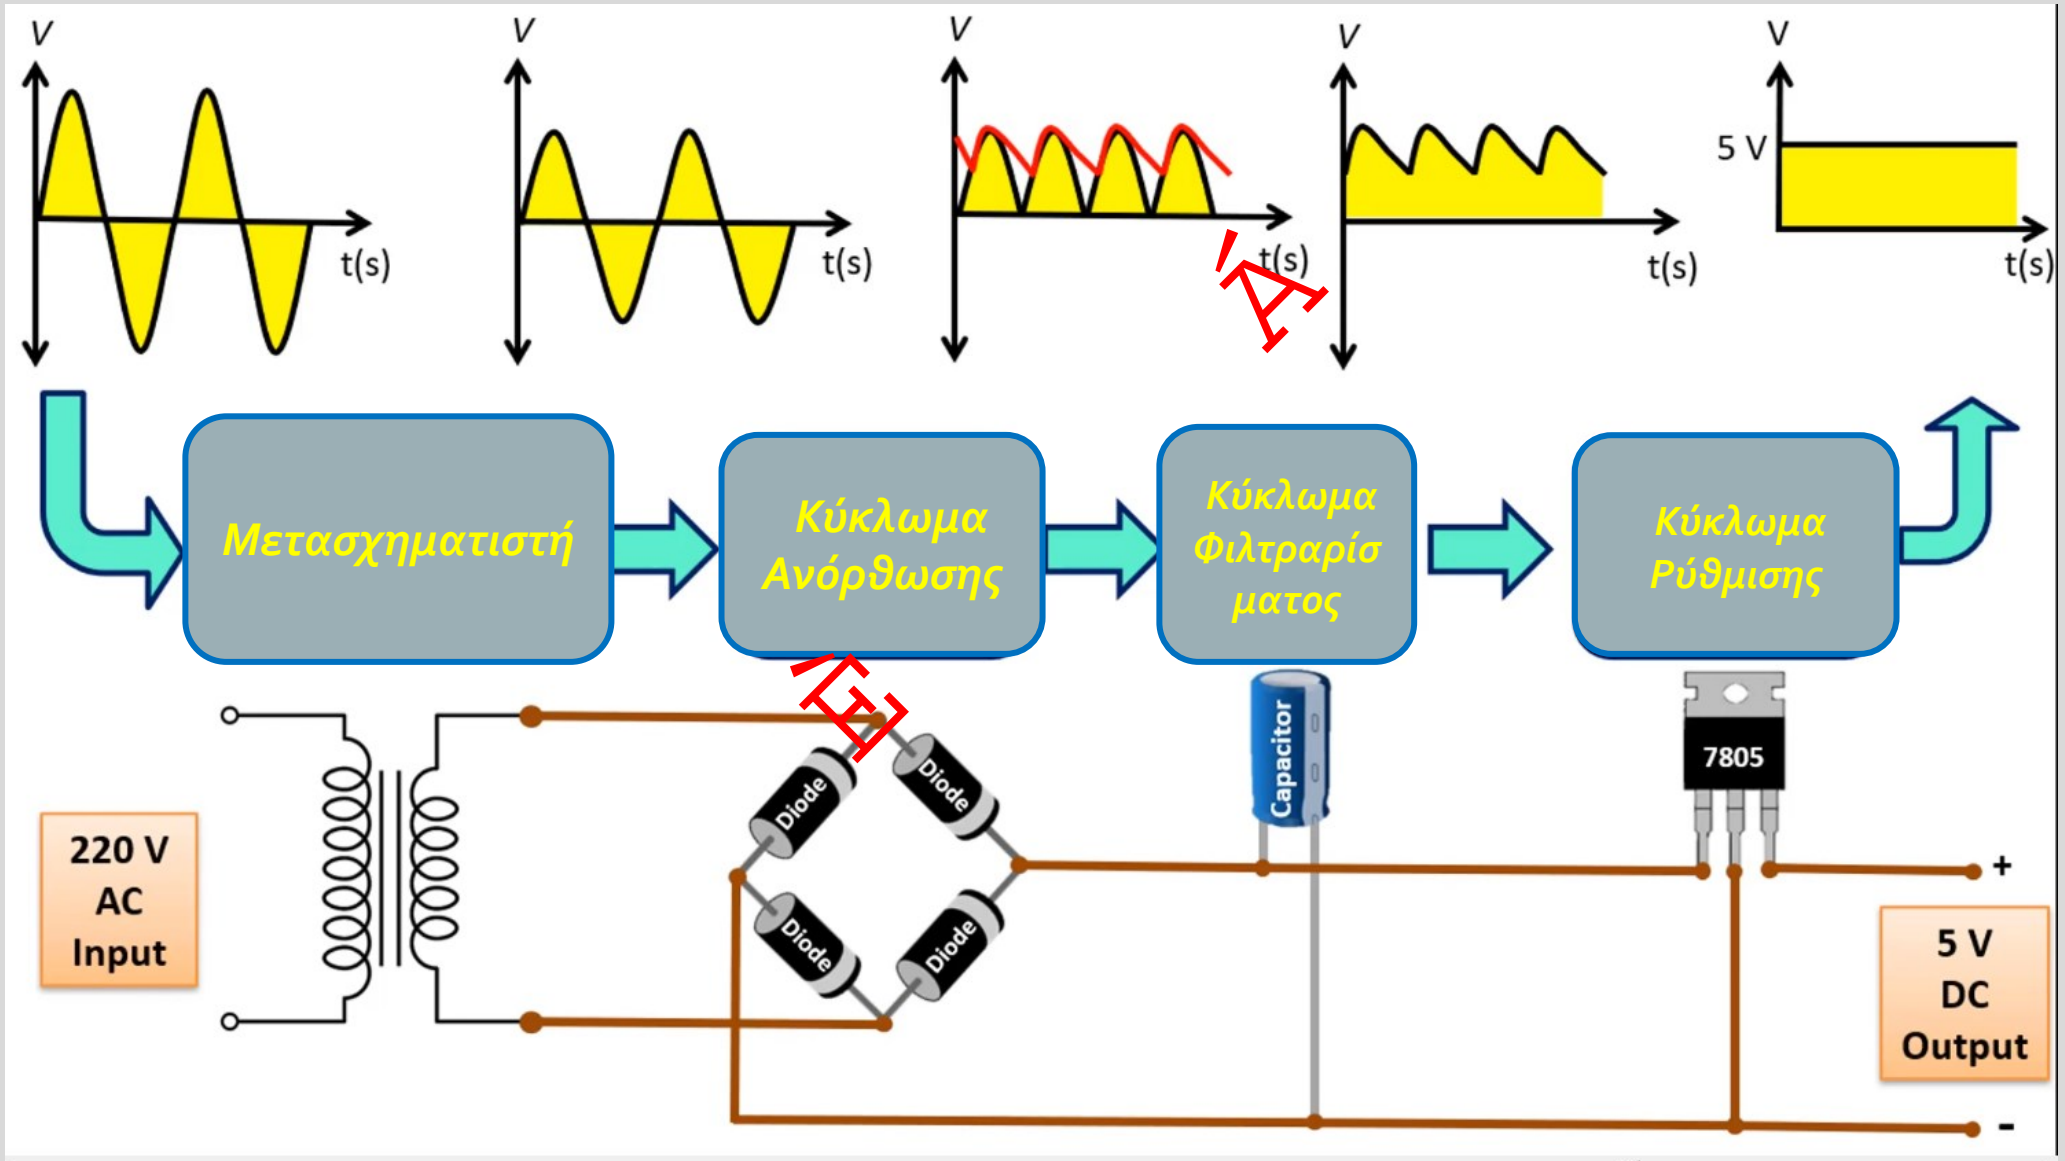 V
V
V
V
V
5 V
t(s)
t(s)
t(s)
t(s)
t(s)
Ά
Μετασχηματιστή
Κύκλωμα
Ανόρθωσης
Κύκλωμα
Φιλτραρίσ
ματος
Κύκλωμα
Ρύθμισης
Έ
220 V
AC
Input
Diode
Diode
Diode
Diode
Capacitor
7805
+
5 V
DC
Output
-